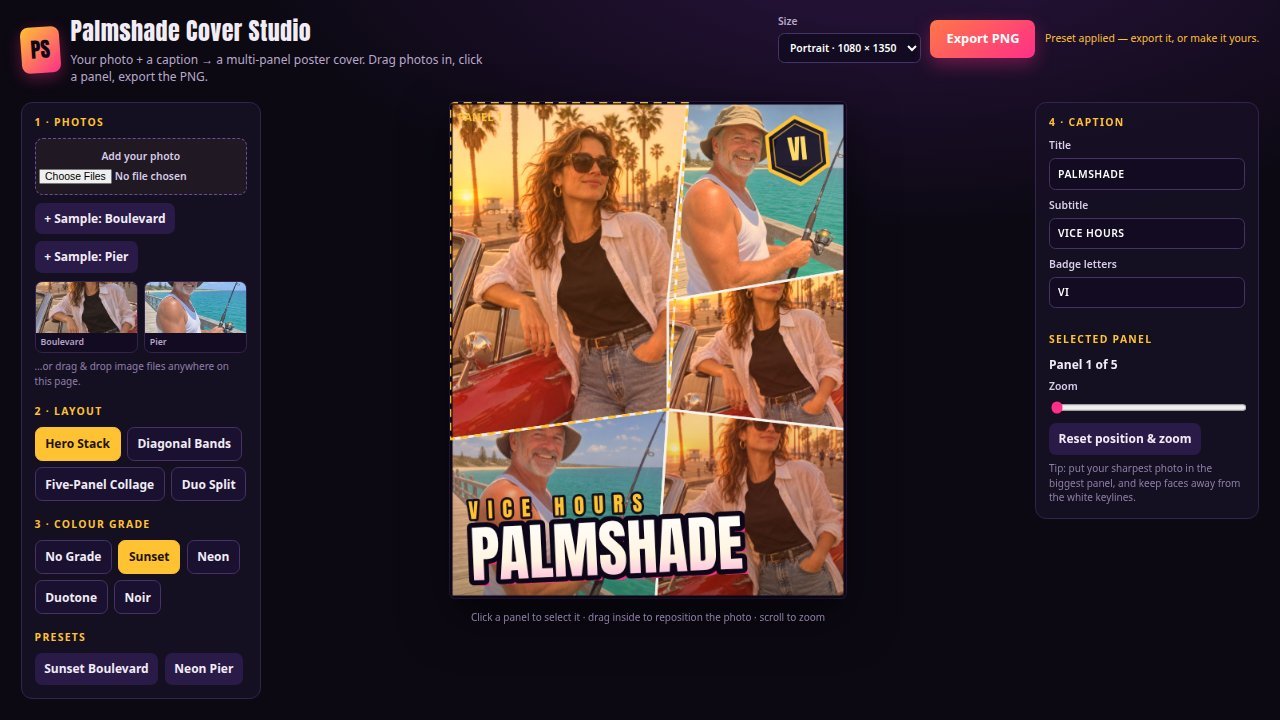 PS
Palmshade Cover Studio
Your photo + a caption → a multi-panel poster cover. Drag photos in, click
a panel, export the PNG.
Size
Portrait · 1080 × 1350
Export PNG
Preset applied — export it, or make it yours.
1 · PHOTOS
Add your photo
Choose Files No file chosen
+ Sample: Boulevard
+ Sample: Pier
Boulevard
Pier
…or drag & drop image files anywhere on
this page.
2 · LAYOUT
Hero Stack
Diagonal Bands
Five-Panel Collage
Duo Split
3 · COLOUR GRADE
No Grade
Sunset
Neon
Duotone
Noir
PRESETS
Sunset Boulevard
Neon Pier
PANEL 1
VI
VICE HOURS
PALMSHADE
Click a panel to select it · drag inside to reposition the photo · scroll to zoom
4 · CAPTION
Title
PALMSHADE
Subtitle
VICE HOURS
Badge letters
VI
SELECTED PANEL
Panel 1 of 5
Zoom
Reset position & zoom
Tip: put your sharpest photo in the
biggest panel, and keep faces away from
the white keylines.